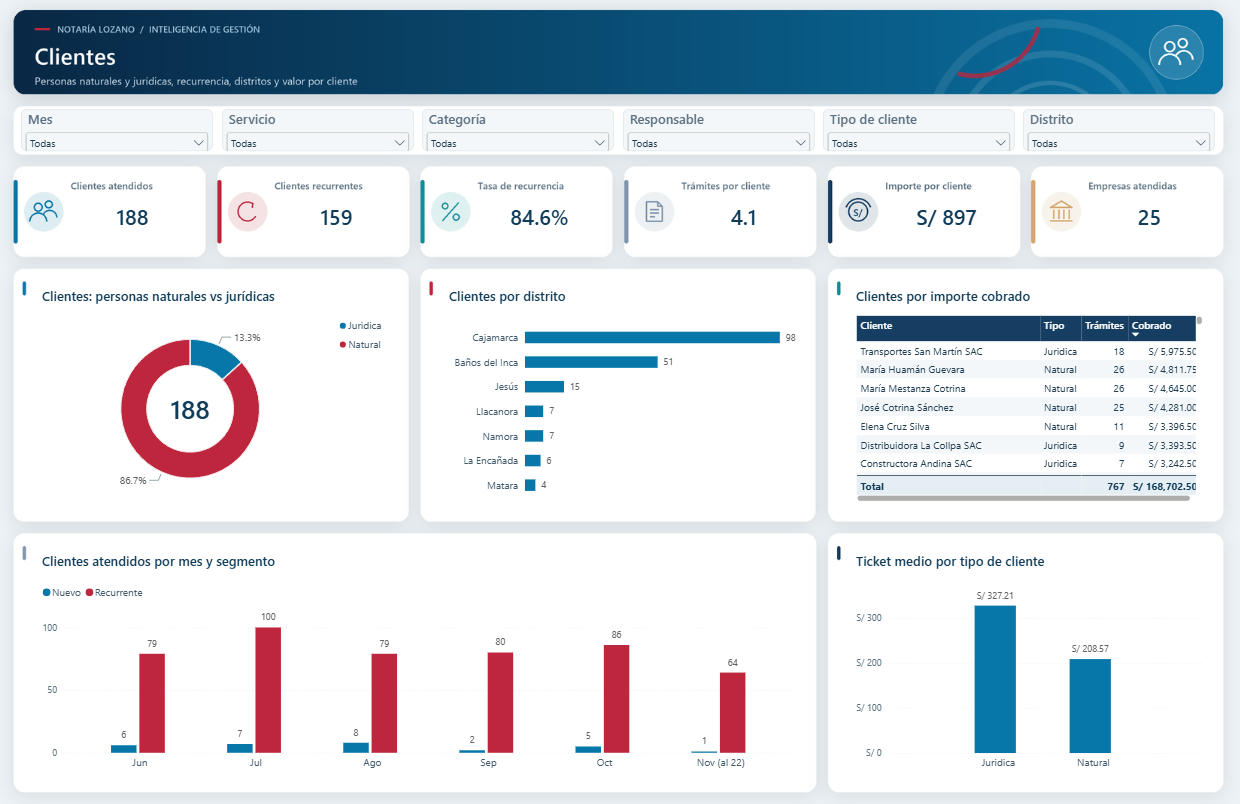 NOTARÍA LOZANO / INTELIGENCIA DE GESTIÓN
Clientes
Personas naturales y jurídicas, recurrencia, distritos y valor por cliente
Mes
Todas
Servicio
Todas
Categoría
Todas
Responsable
Todas
Tipo de cliente
Todas
Distrito
Todas
Clientes atendidos
188
Clientes recurrentes
159
Tasa de recurrencia
84.6%
Trámites por cliente
4.1
Importe por cliente
S/
S/ 897
Empresas atendidas
25
Clientes: personas naturales vs jurídicas
Juridica
Natural
13.3%
188
86.7%
Clientes por distrito
Cajamarca 98
Baños del Inca 51
Jesús 15
Llacanora 7
Namora 7
La Encañada 6
Matara 4
Clientes por importe cobrado
Cliente Tipo Trámites Cobrado
Transportes San Martín SAC Juridica 18 S/ 5,975.50
María Huamán Guevara Natural 26 S/ 4,811.75
María Mestanza Cotrina Natural 26 S/ 4,645.00
José Cotrina Sánchez Natural 25 S/ 4,281.00
Elena Cruz Silva Natural 11 S/ 3,396.50
Distribuidora La Collpa SAC Juridica 9 S/ 3,393.50
Constructora Andina SAC Juridica 7 S/ 3,242.50
Total 767 S/ 168,702.50
Clientes atendidos por mes y segmento
Nuevo Recurrente
100
50
0
6 79
7 100
8 79
2 80
5 86
1 64
Jun Jul Ago Sep Oct Nov (al 22)
Ticket medio por tipo de cliente
S/ 300
S/ 200
S/ 100
S/ 0
S/ 327.21
S/ 208.57
Juridica Natural